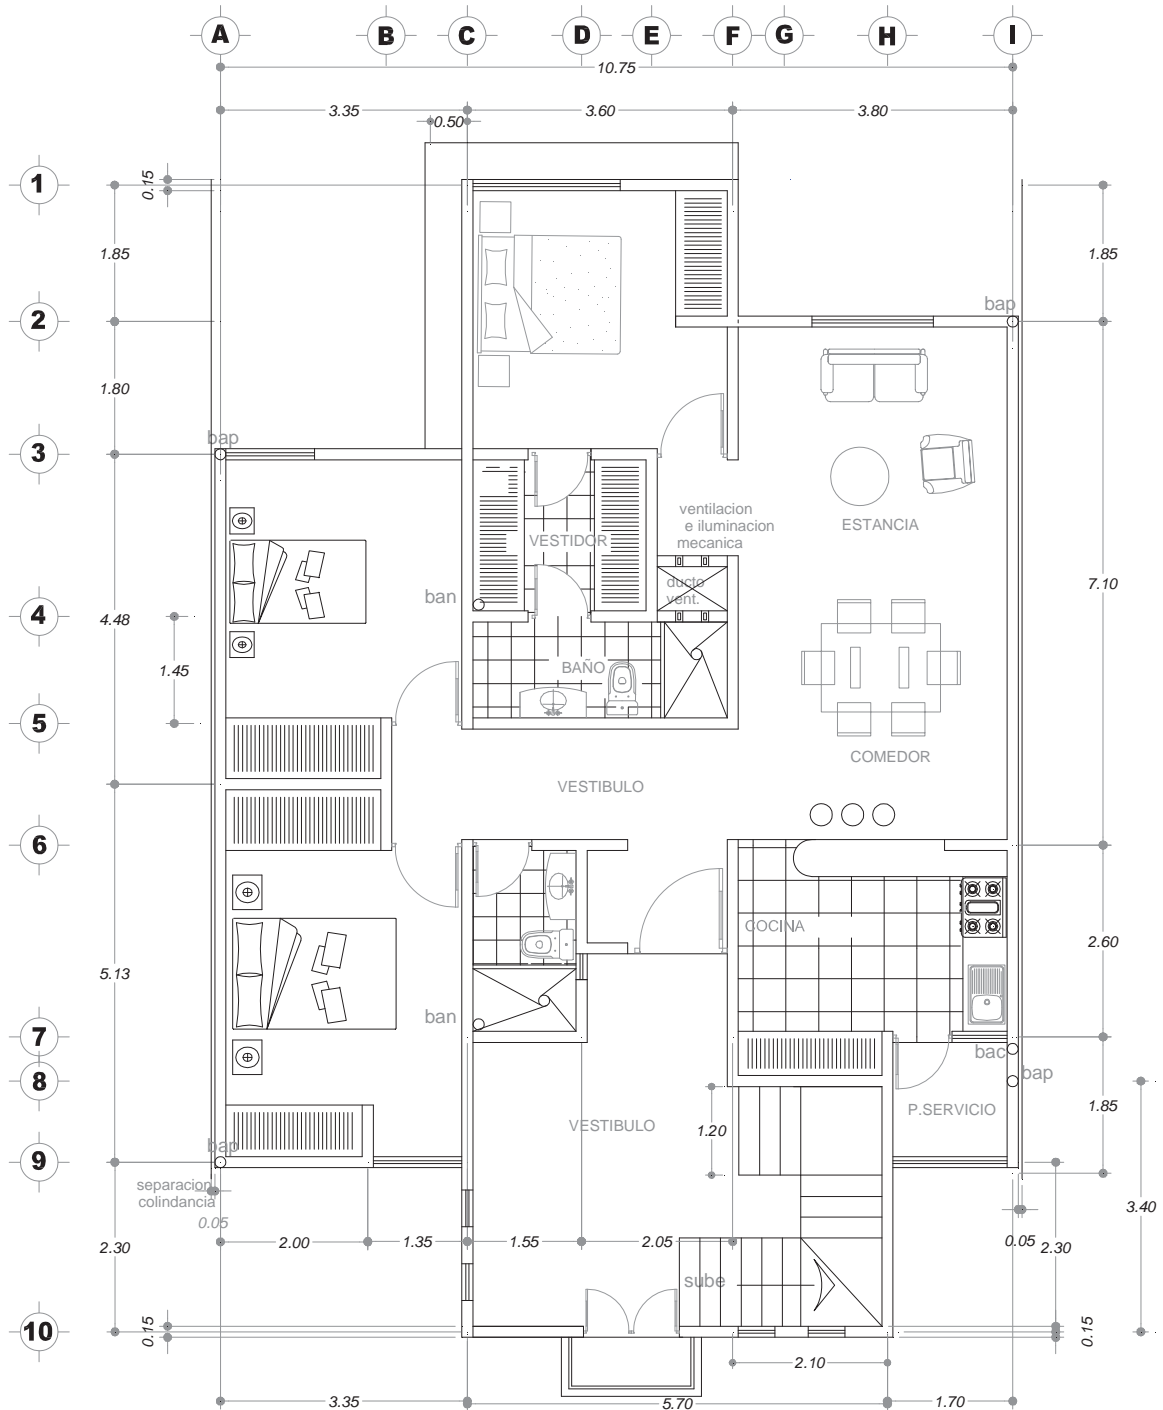 A B C D E F G H I
10.75
3.35 3.60 3.80
0.50
1
0.15
1.85 1.85
bap
2
1.80
bap
3
ventilacion
e iluminacion
mecanica
ESTANCIA
VESTIDOR
ducto
vent.
7.10
ban
4
4.48
1.45
BAÑO
5
COMEDOR
VESTIBULO
6
COCINA
2.60
5.13
ban
7
bac
8
bap
P.SERVICIO
1.85
VESTIBULO
1.20
bap
9
separacion
colindancia
0.05
3.40
2.30
2.00 1.35 1.55 2.05
0.05 2.30
sube
10
0.15 0.15
2.10
3.35 5.70 1.70